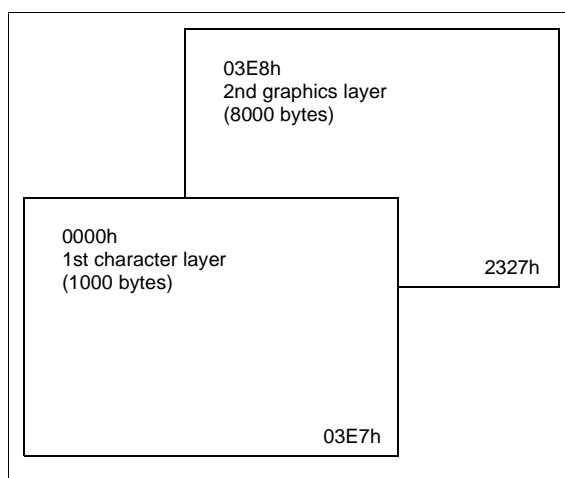 03E8h
2nd graphics layer
(8000 bytes)
2327h
0000h
1st character layer
(1000 bytes)
03E7h